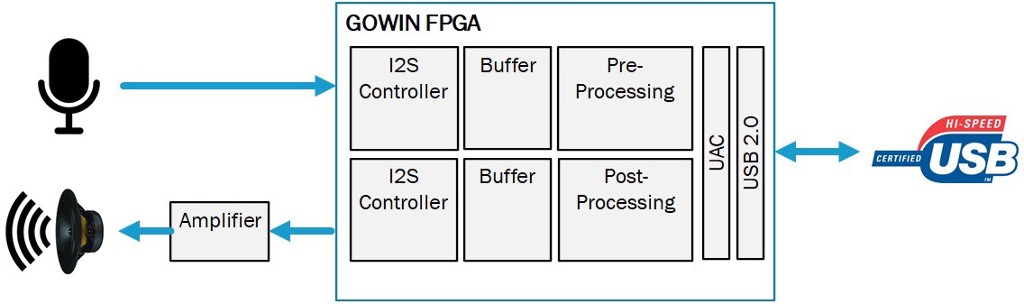 GOWIN FPGA
I2S
Controller
Buffer
Pre-
Processing
I2S
Controller
Buffer
Post-
Processing
UAC
USB 2.0
Amplifier
HI-SPEED
CERTIFIED
USB
TM